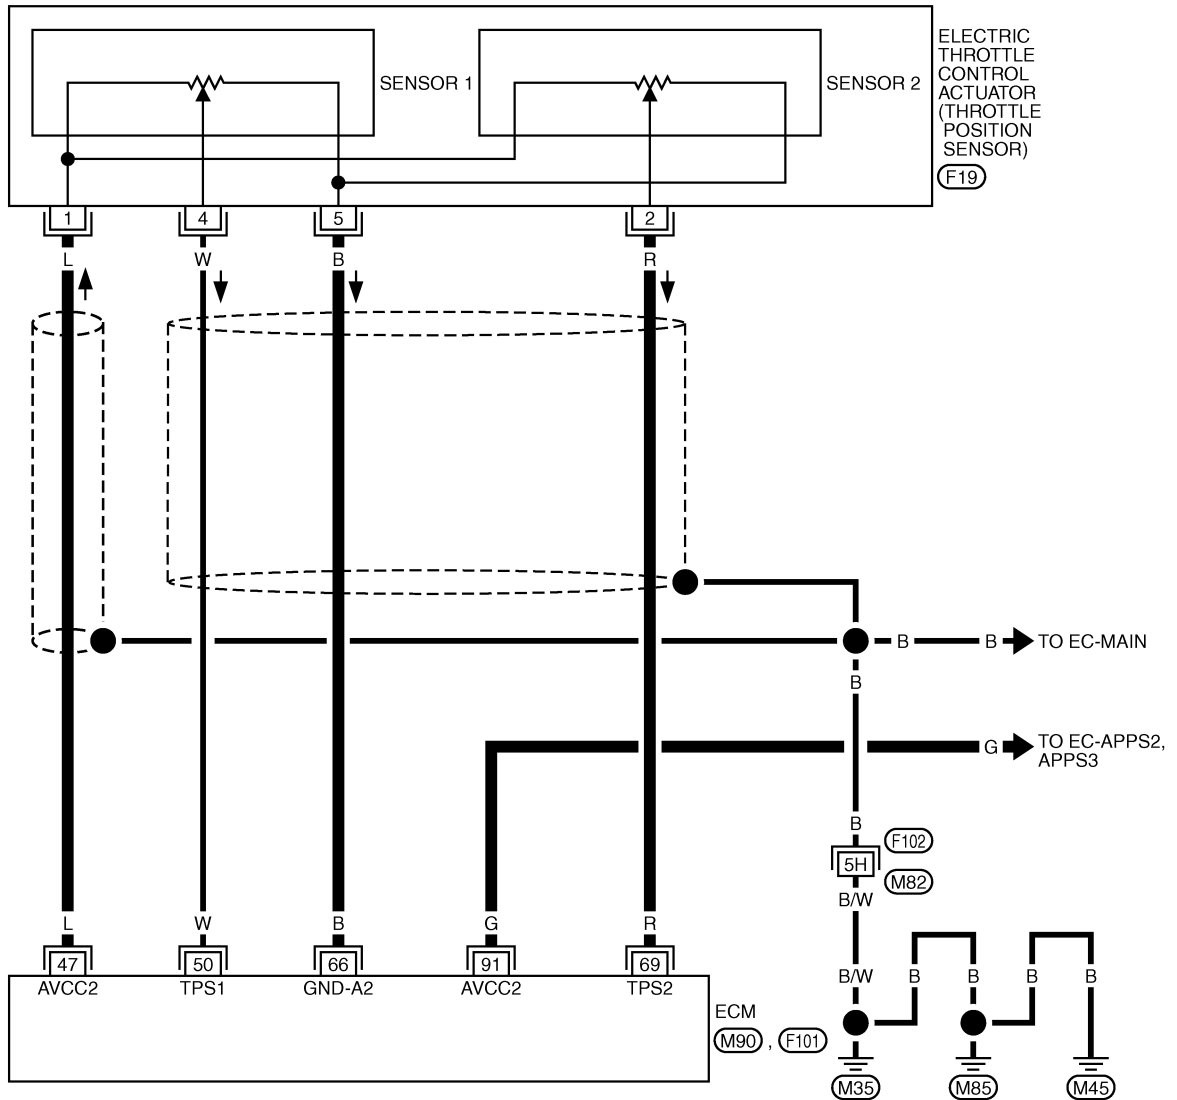 ELECTRIC
THROTTLE
CONTROL
ACTUATOR
(THROTTLE
POSITION
SENSOR)
F19
SENSOR 1
SENSOR 2
1 4 5 2
L W B R
B B TO EC-MAIN
B
G TO EC-APPS2,
APPS3
B
F102
5H
M82
B/W
L W B G R
47 50 66 91 69
AVCC2 TPS1 GND-A2 AVCC2 TPS2
B/W B B B B
ECM
M90 , F101
M35 M85 M45